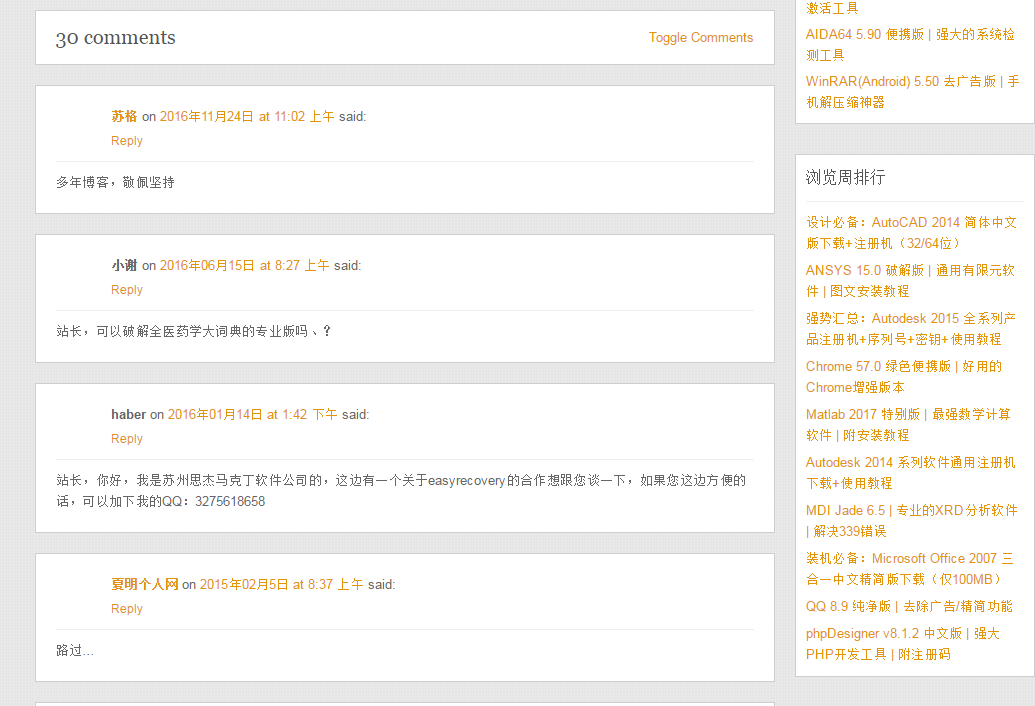 30 comments
Toggle Comments
苏格 on 2016年11月24日 at 11:02 上午 said:
Reply
多年博客，敬佩坚持
小谢 on 2016年06月15日 at 8:27 上午 said:
Reply
站长，可以破解全医药学大词典的专业版吗、？
haber on 2016年01月14日 at 1:42 下午 said:
Reply
站长，你好，我是苏州思杰马克丁软件公司的，这边有一个关于easyrecovery的合作想跟您谈一下，如果您这边方便的
话，可以加下我的QQ：3275618658
夏明个人网 on 2015年02月5日 at 8:37 上午 said:
Reply
路过...
激活工具
AIDA64 5.90 便携版 | 强大的系统检
测工具
WinRAR(Android) 5.50 去广告版 | 手
机解压缩神器
浏览周排行
设计必备：AutoCAD 2014 简体中文
版下载+注册机（32/64位）
ANSYS 15.0 破解版 | 通用有限元软
件 | 图文安装教程
强势汇总：Autodesk 2015 全系列产
品注册机+序列号+密钥+使用教程
Chrome 57.0 绿色便携版 | 好用的
Chrome增强版本
Matlab 2017 特别版 | 最强数学计算
软件 | 附安装教程
Autodesk 2014 系列软件通用注册机
下载+使用教程
MDI Jade 6.5 | 专业的XRD分析软件
| 解决339错误
装机必备：Microsoft Office 2007 三
合一中文精简版下载（仅100MB）
QQ 8.9 纯净版 | 去除广告/精简功能
phpDesigner v8.1.2 中文版 | 强大
PHP开发工具 | 附注册码